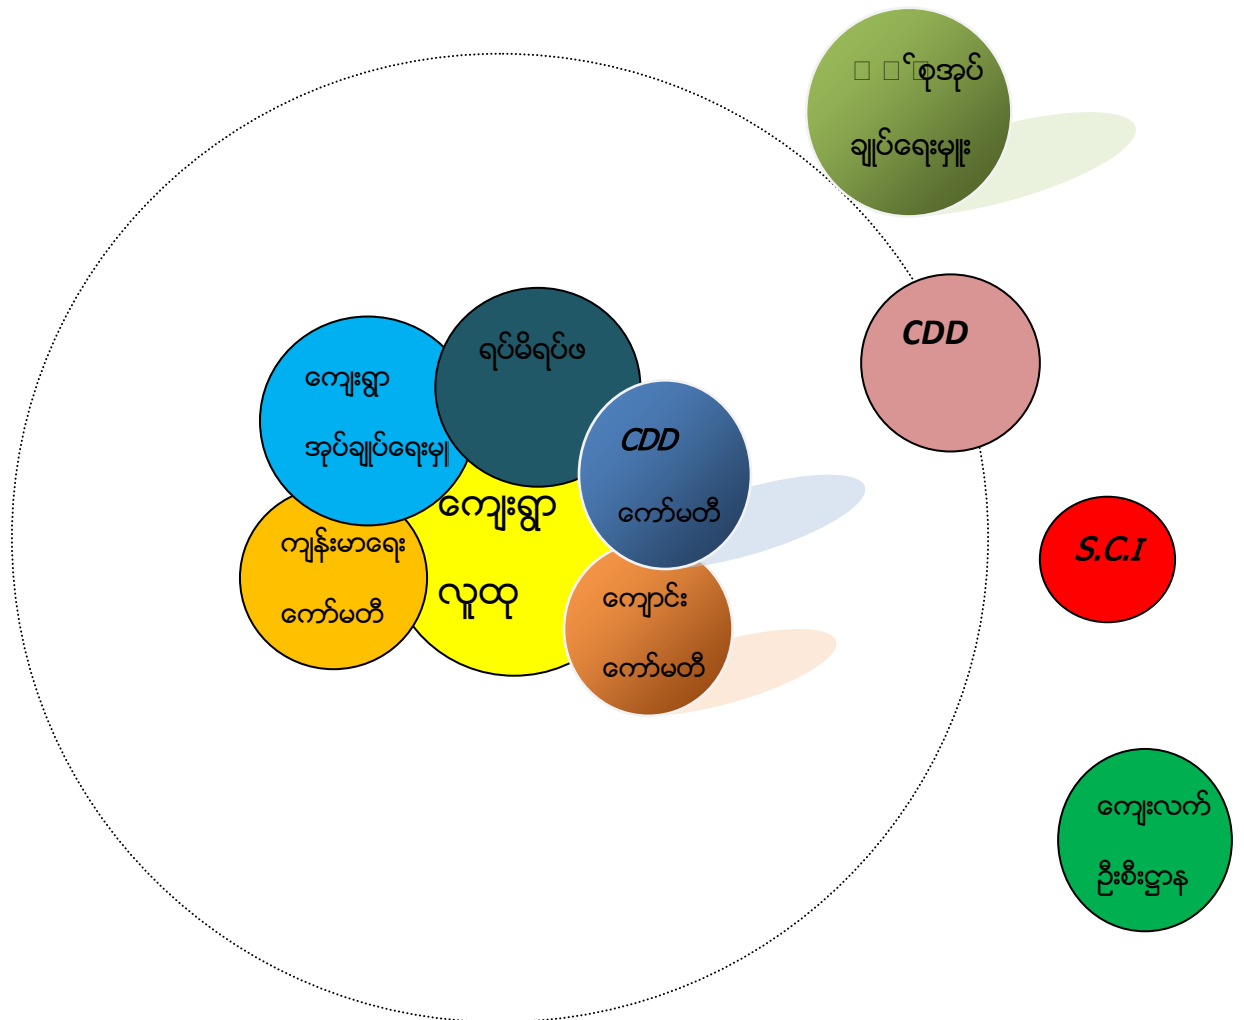 စုအုပ်
ချုပ်ရေးမှူး
CDD
ရပ်မိရပ်ဖ
ကျေးရွာ
အုပ်ချုပ်ရေးမှု
CDD
ကော်မတီ
ကျေးရွာ
လူထု
ကျန်းမာရေး
ကော်မတီ
ကျောင်း
ကော်မတီ
S.C.I
ကျေးလက်
ဦးစီးဋ္ဌာန